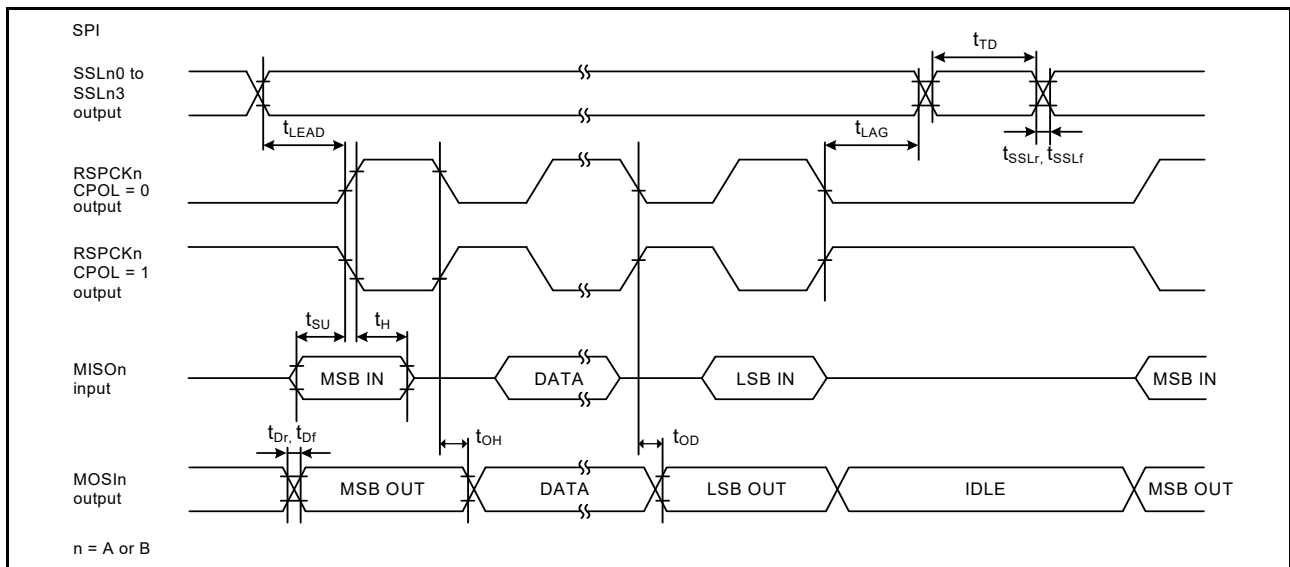 SPI
SSLn0 to
SSLn3
output
tTD
tLEAD
tLAG
tSSLr, tSSLf
RSPCKn
CPOL = 0
output
RSPCKn
CPOL = 1
output
tSU
tH
MISOn
input
MSB IN
DATA
LSB IN
MSB IN
tDr, tDf
tOH
tOD
MOSIn
output
MSB OUT
DATA
LSB OUT
IDLE
MSB OUT
n = A or B